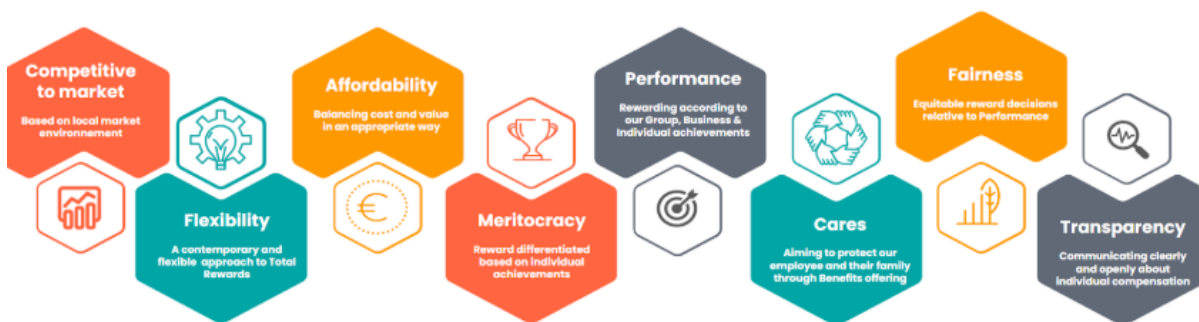 Competitive
to market
Based on local market
environnement
Flexibility
A contemporary and
flexible approach to Total
Rewards
Affordability
Balancing cost and value
in an appropriate way
€
Meritocracy
Reward differentiated
based on individual
achievements
Performance
Rewarding according to
our Group, Business &
Individual achievements
Cares
Aiming to protect our
employee and their family
through Benefits offering
Fairness
Equitable reward decisions
relative to Performance
Transparency
Communicating clearly
and openly about
individual compensation